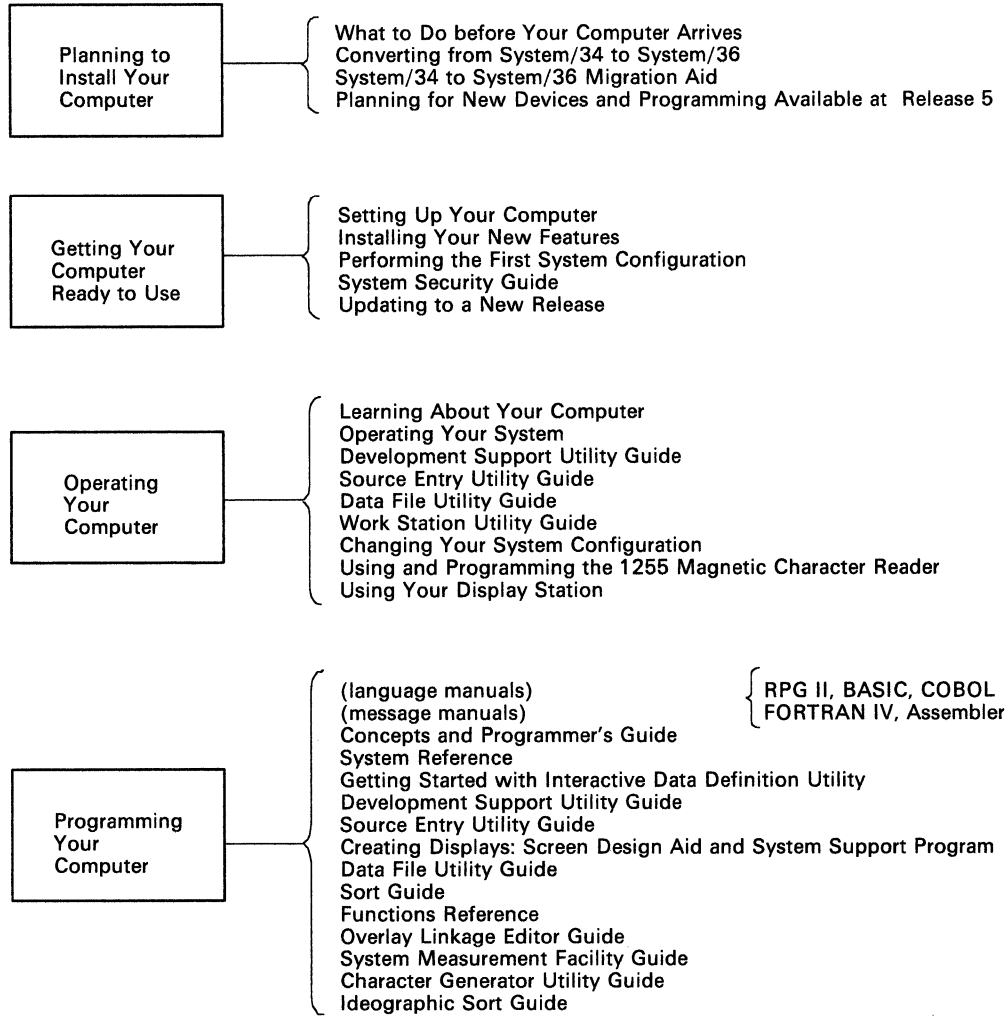 Planning to
Install Your
Computer
What to Do before Your Computer Arrives
Converting from System/34 to System/36
System/34 to System/36 Migration Aid
Planning for New Devices and Programming Available at Release 5
Getting Your
Computer
Ready to Use
Setting Up Your Computer
Installing Your New Features
Performing the First System Configuration
System Security Guide
Updating to a New Release
Operating
Your
Computer
Learning About Your Computer
Operating Your System
Development Support Utility Guide
Source Entry Utility Guide
Data File Utility Guide
Work Station Utility Guide
Changing Your System Configuration
Using and Programming the 1255 Magnetic Character Reader
Using Your Display Station
Programming
Your
Computer
(language manuals)
(message manuals)
RPG II, BASIC, COBOL
FORTRAN IV, Assembler
Concepts and Programmer's Guide
System Reference
Getting Started with Interactive Data Definition Utility
Development Support Utility Guide
Source Entry Utility Guide
Creating Displays: Screen Design Aid and System Support Program
Data File Utility Guide
Sort Guide
Functions Reference
Overlay Linkage Editor Guide
System Measurement Facility Guide
Character Generator Utility Guide
Ideographic Sort Guide